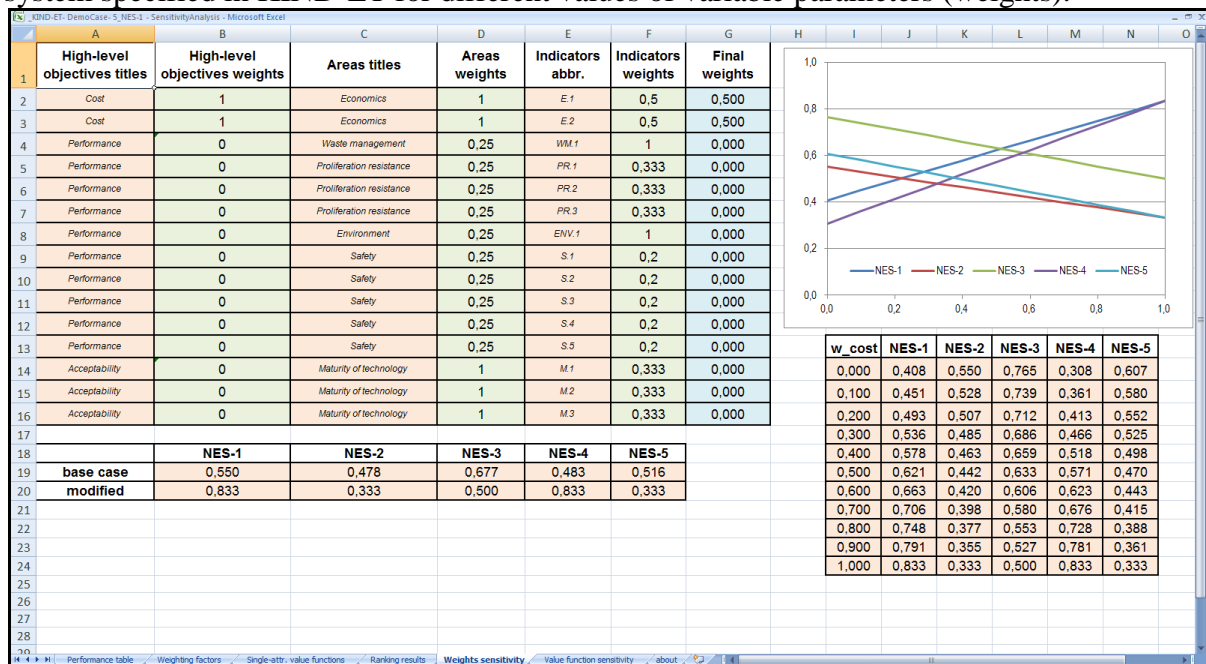 system specified in KIND-ET for different values of variable parameters (weights).
_KIND-ET- DemoCase- 5_NES-1 - SensitivityAnalysis - Microsoft Excel
A B C D E F G H I J K L M N O
1 High-level objectives titles High-level objectives weights Areas titles Areas weights Indicators abbr. Indicators weights Final weights
2 Cost 1 Economics 1 E.1 0,5 0,500
3 Cost 1 Economics 1 E.2 0,5 0,500
4 Performance 0 Waste management 0,25 WM.1 1 0,000
5 Performance 0 Proliferation resistance 0,25 PR.1 0,333 0,000
6 Performance 0 Proliferation resistance 0,25 PR.2 0,333 0,000
7 Performance 0 Proliferation resistance 0,25 PR.3 0,333 0,000
8 Performance 0 Environment 0,25 ENV.1 1 0,000
9 Performance 0 Safety 0,25 S.1 0,2 0,000
10 Performance 0 Safety 0,25 S.2 0,2 0,000
11 Performance 0 Safety 0,25 S.3 0,2 0,000
12 Performance 0 Safety 0,25 S.4 0,2 0,000
13 Performance 0 Safety 0,25 S.5 0,2 0,000
14 Acceptability 0 Maturity of technology 1 M.1 0,333 0,000
15 Acceptability 0 Maturity of technology 1 M.2 0,333 0,000
16 Acceptability 0 Maturity of technology 1 M.3 0,333 0,000
17
18 NES-1 NES-2 NES-3 NES-4 NES-5
19 base case 0,550 0,478 0,677 0,483 0,516
20 modified 0,833 0,333 0,500 0,833 0,333
21
22
23
24
25
26
27
28
29
1,0
0,8
0,6
0,4
0,2
0,0
NES-1 NES-2 NES-3 NES-4 NES-5
0,0 0,2 0,4 0,6 0,8 1,0
w_cost NES-1 NES-2 NES-3 NES-4 NES-5
0,000 0,408 0,550 0,765 0,308 0,607
0,100 0,451 0,528 0,739 0,361 0,580
0,200 0,493 0,507 0,712 0,413 0,552
0,300 0,536 0,485 0,686 0,466 0,525
0,400 0,578 0,463 0,659 0,518 0,498
0,500 0,621 0,442 0,633 0,571 0,470
0,600 0,663 0,420 0,606 0,623 0,443
0,700 0,706 0,398 0,580 0,676 0,415
0,800 0,748 0,377 0,553 0,728 0,388
0,900 0,791 0,355 0,527 0,781 0,361
1,000 0,833 0,333 0,500 0,833 0,333
Performance table Weighting factors Single-attr. value functions Ranking results Weights sensitivity Value function sensitivity about